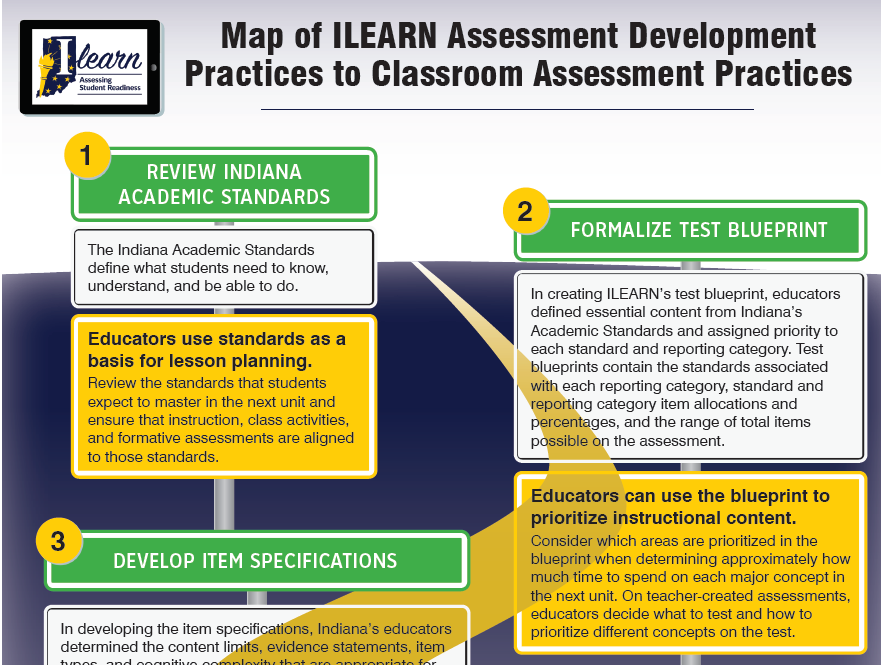 Ilearn
Assessing
Student Readiness
Map of ILEARN Assessment Development
Practices to Classroom Assessment Practices
1
REVIEW INDIANA
ACADEMIC STANDARDS
The Indiana Academic Standards
define what students need to know,
understand, and be able to do.
Educators use standards as a
basis for lesson planning.
Review the standards that students
expect to master in the next unit and
ensure that instruction, class activities,
and formative assessments are aligned
to those standards.
2
FORMALIZE TEST BLUEPRINT
In creating ILEARN's test blueprint, educators
defined essential content from Indiana's
Academic Standards and assigned priority to
each standard and reporting category. Test
blueprints contain the standards associated
with each reporting category, standard and
reporting category item allocations and
percentages, and the range of total items
possible on the assessment.
Educators can use the blueprint to
prioritize instructional content.
Consider which areas are prioritized in the
blueprint when determining approximately how
much time to spend on each major concept in
the next unit. On teacher-created assessments,
educators decide what to test and how to
prioritize different concepts on the test.
3
DEVELOP ITEM SPECIFICATIONS
In developing the item specifications, Indiana's educators
determined the content limits, evidence statements, item
types, and cognitive complexity that are appropriate for